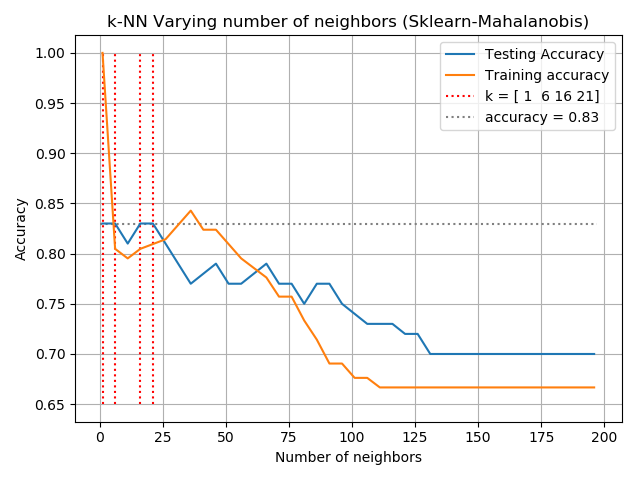 k-NN Varying number of neighbors (Sklearn-Mahalanobis)
Testing Accuracy
Training accuracy
k = [ 1  6 16 21]
accuracy = 0.83
1.00
0.95
0.90
0.85
0.80
0.75
0.70
0.65
Accuracy
0 25 50 75 100 125 150 175 200
Number of neighbors